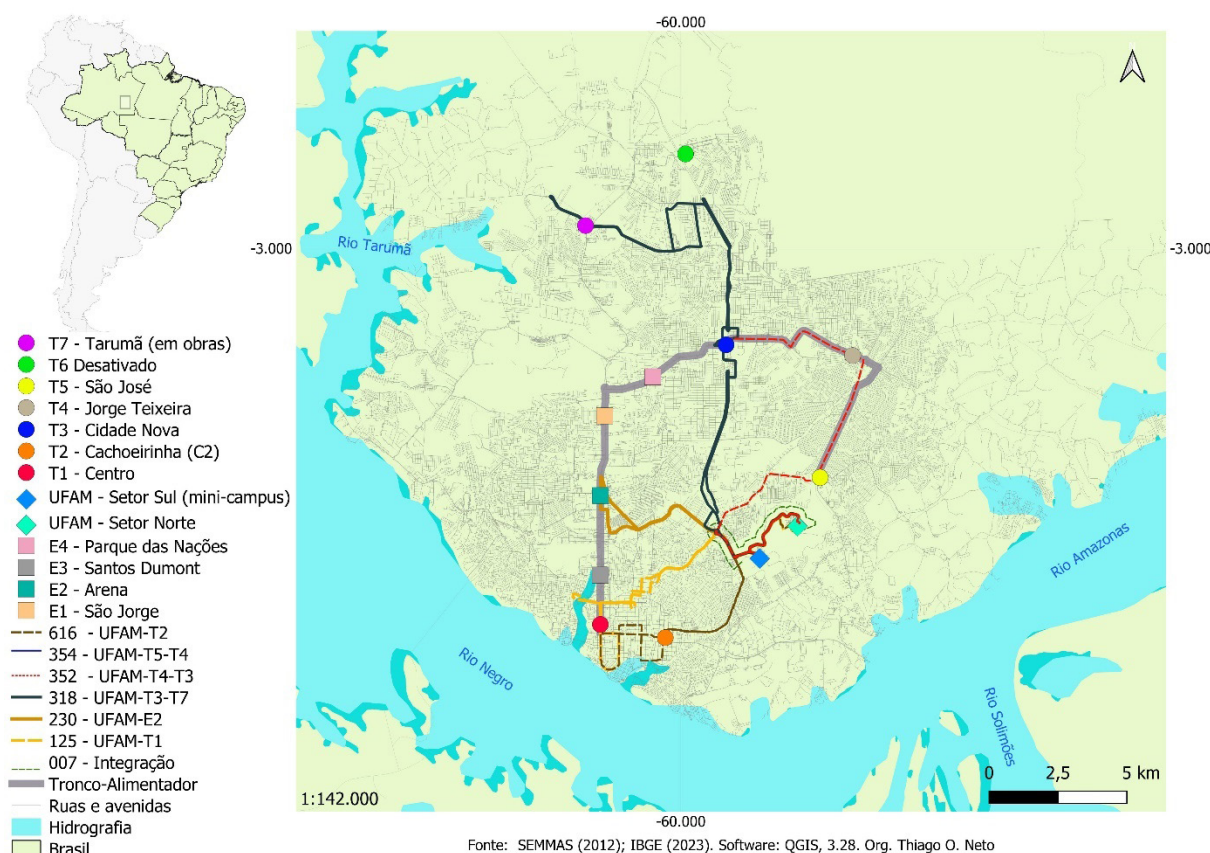 -60.000
-3.000
-3.000
Rio Tarumã
T7 - Tarumã (em obras)
T6 Desativado
T5 - São José
T4 - Jorge Teixeira
T3 - Cidade Nova
T2 - Cachoeirinha (C2)
T1 - Centro
UFAM - Setor Sul (mini-campus)
UFAM - Setor Norte
E4 - Parque das Nações
E3 - Santos Dumont
E2 - Arena
E1 - São Jorge
616 - UFAM-T2
354 - UFAM-T5-T4
352 - UFAM-T4-T3
318 - UFAM-T3-T7
230 - UFAM-E2
125 - UFAM-T1
007 - Integração
Tronco-Alimentador
Ruas e avenidas
Hidrografia
Brasil
Rio Amazonas
Rio Negro
Rio Solimões
0 2,5 5 km
1:142.000
-60.000
Fonte: SEMMAS (2012); IBGE (2023). Software: QGIS, 3.28. Org. Thiago O. Neto